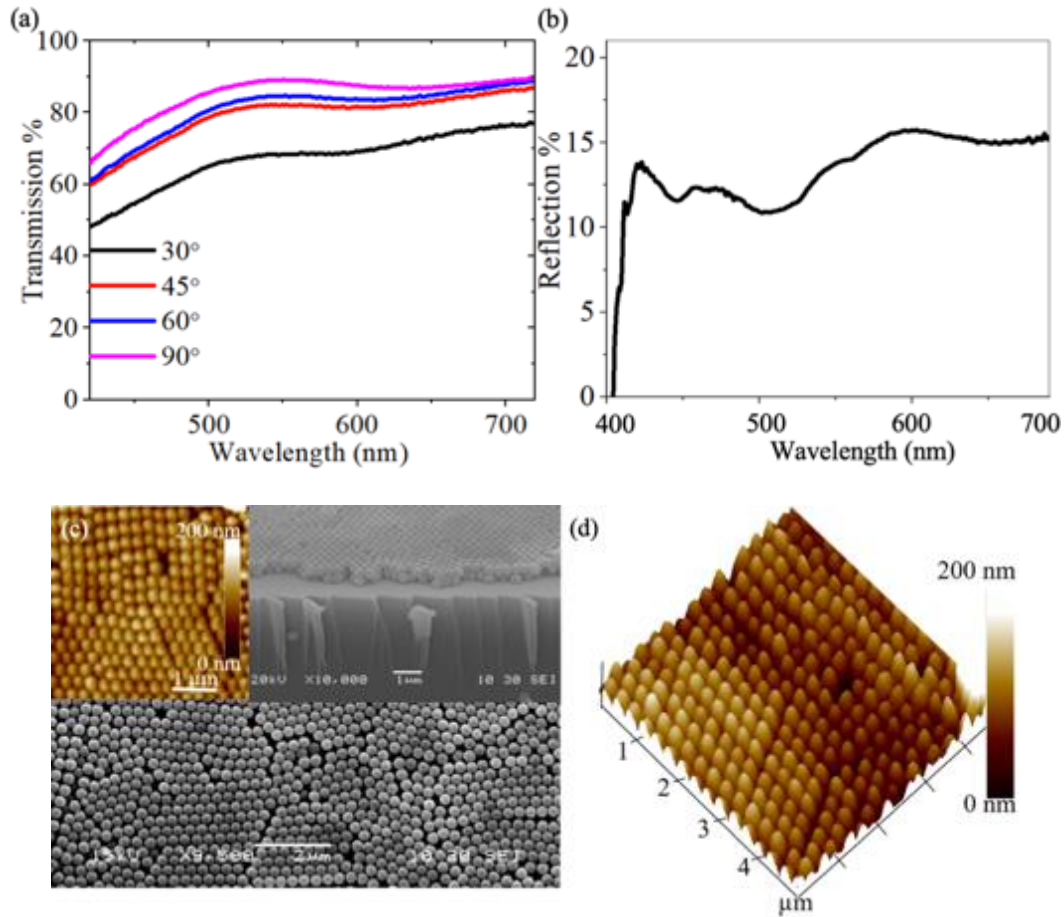 (a)
100
80
60
40
20
0
Transmission %
30°
45°
60°
90°
500
600
700
Wavelength (nm)
(b)
20
15
10
5
0
Reflection %
400
500
600
700
Wavelength (nm)
(c)
200 nm
0 nm
1 µm
20kV X10,000 1µm 10 30 SEI
15kV X9,500 2µm 10 30 SEI
(d)
200 nm
0 nm
1
2
3
4
µm